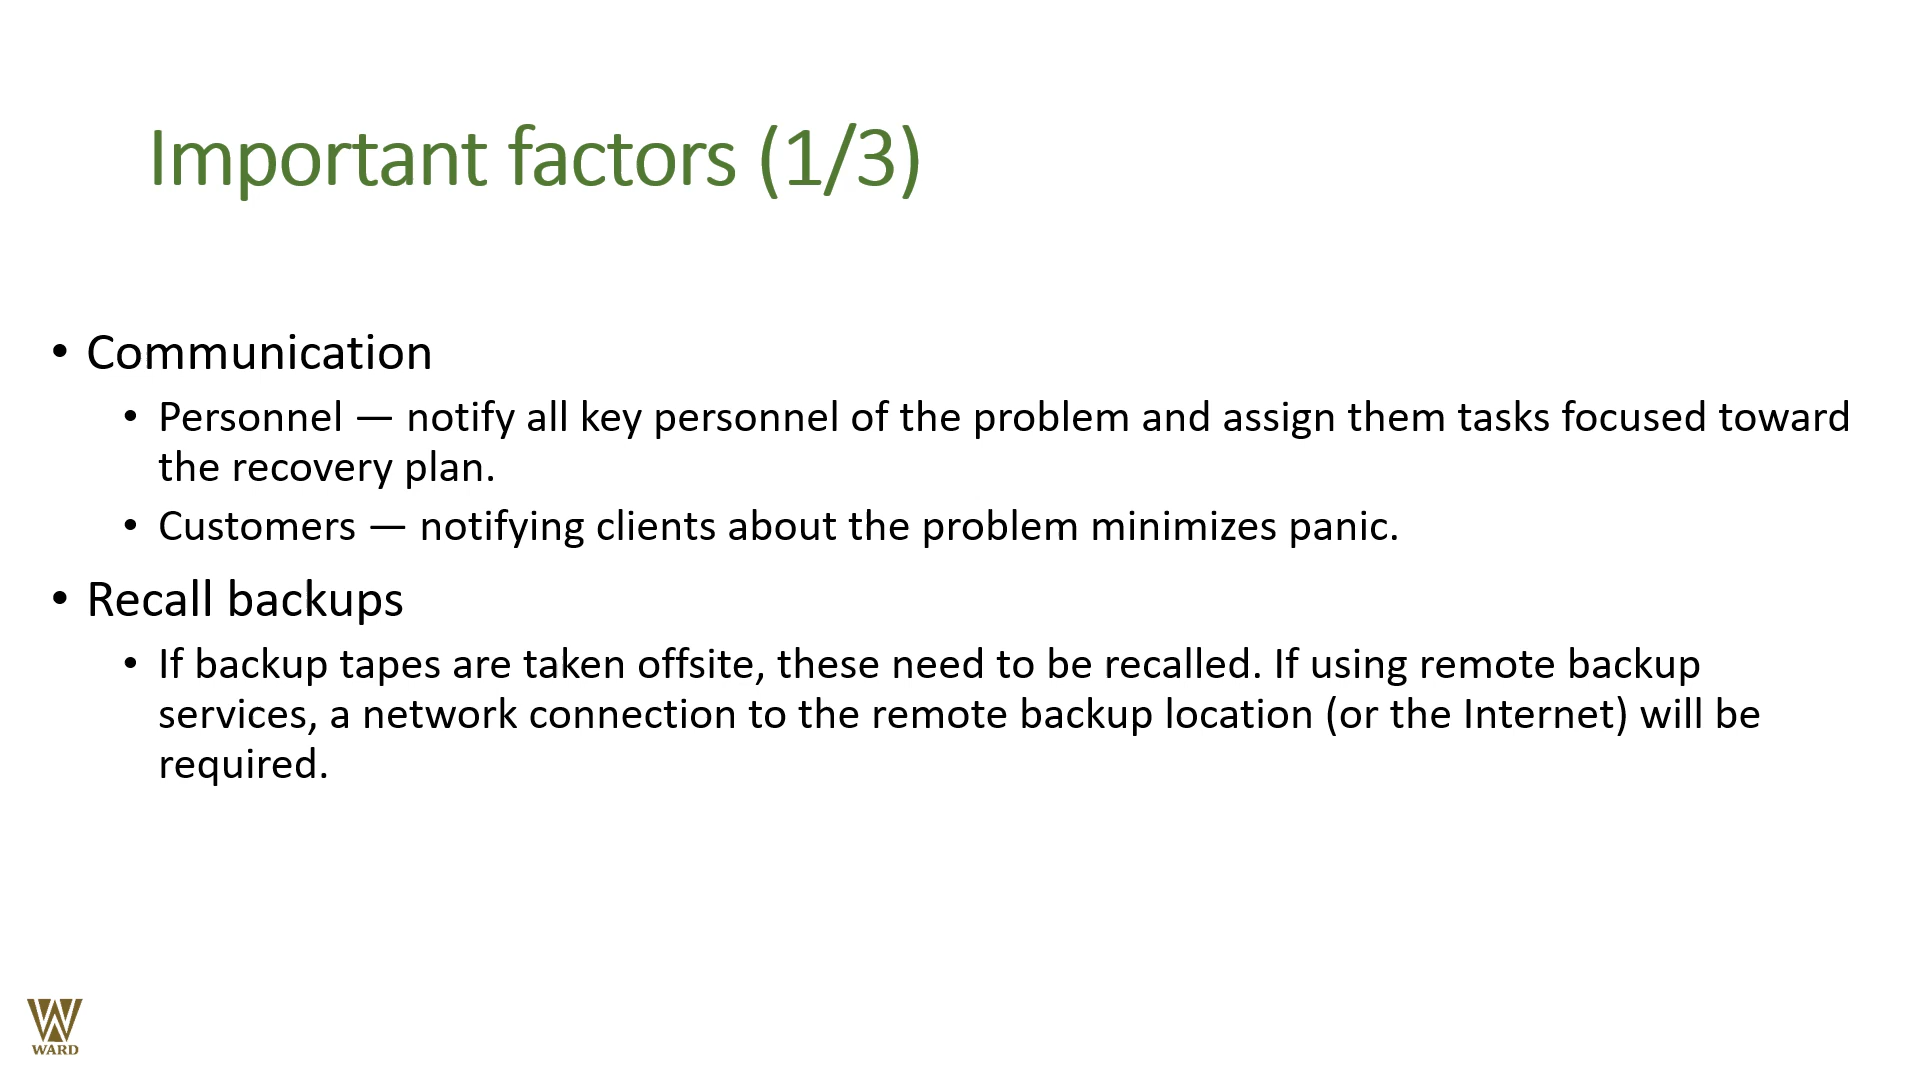 Important factors (1/3)
• Communication
• Personnel — notify all key personnel of the problem and assign them tasks focused toward
the recovery plan.
• Customers — notifying clients about the problem minimizes panic.
• Recall backups
• If backup tapes are taken offsite, these need to be recalled. If using remote backup
services, a network connection to the remote backup location (or the Internet) will be
required.
WARD